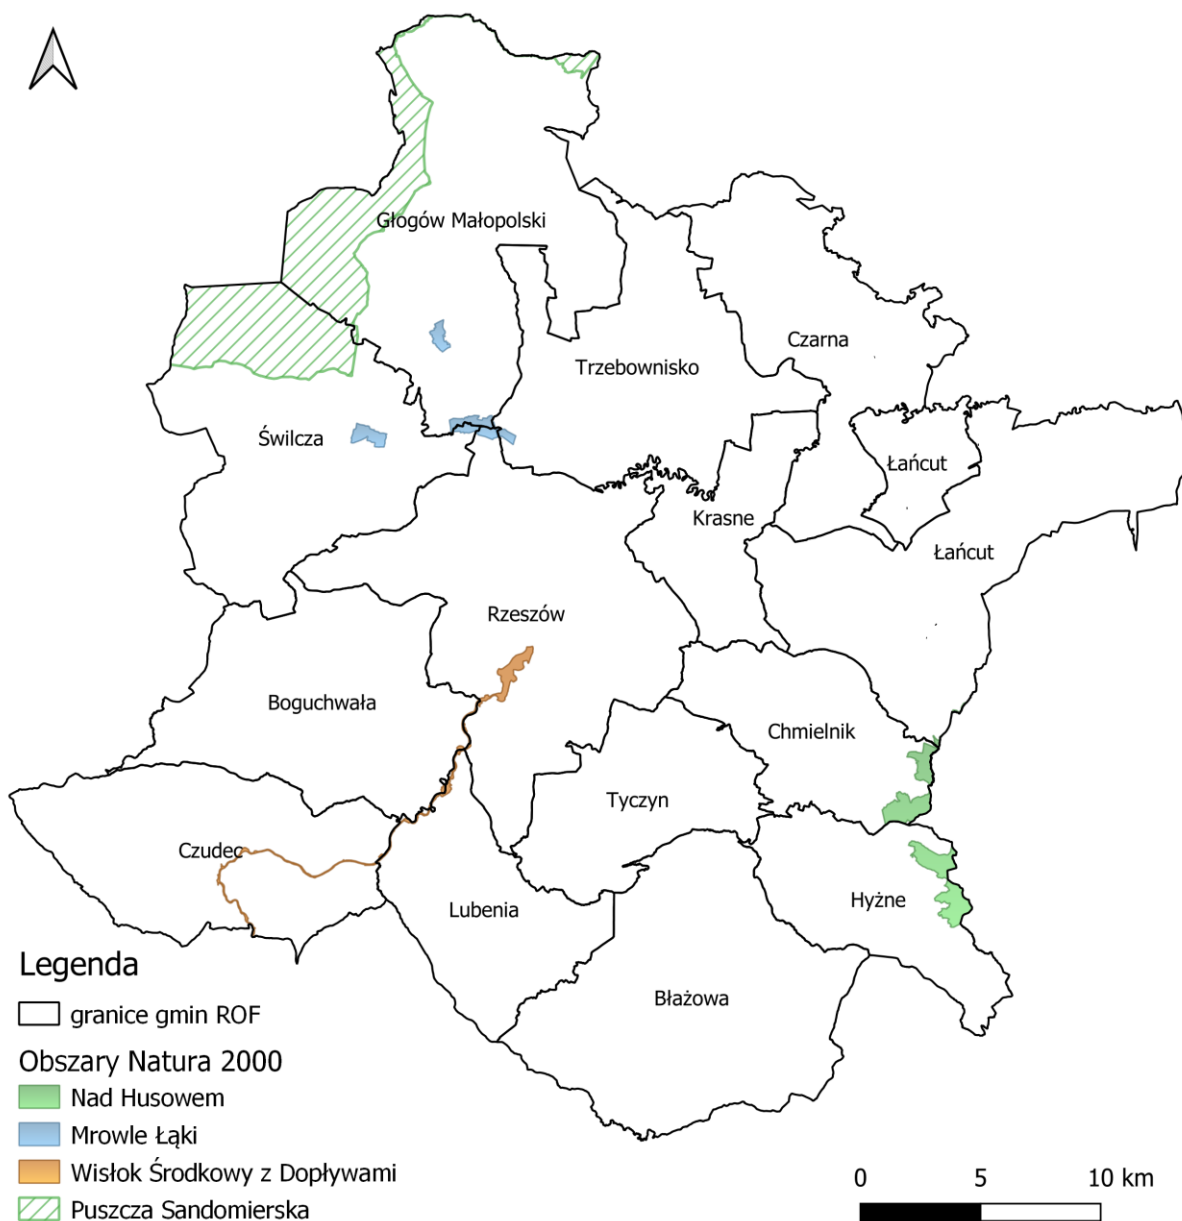 Głogów Małopolski
Czarna
Trzebownisko
Świlcza
Łańcut
Krasne
Łańcut
Rzeszów
Boguchwała
Chmielnik
Tyczyn
Czudec
Hyżne
Lubenia
Błażowa
Legenda
granice gmin ROF
Obszary Natura 2000
Nad Husowem
Mrowle Łąki
Wisłok Środkowy z Dopływami
Puszcza Sandomierska
0 5 10 km